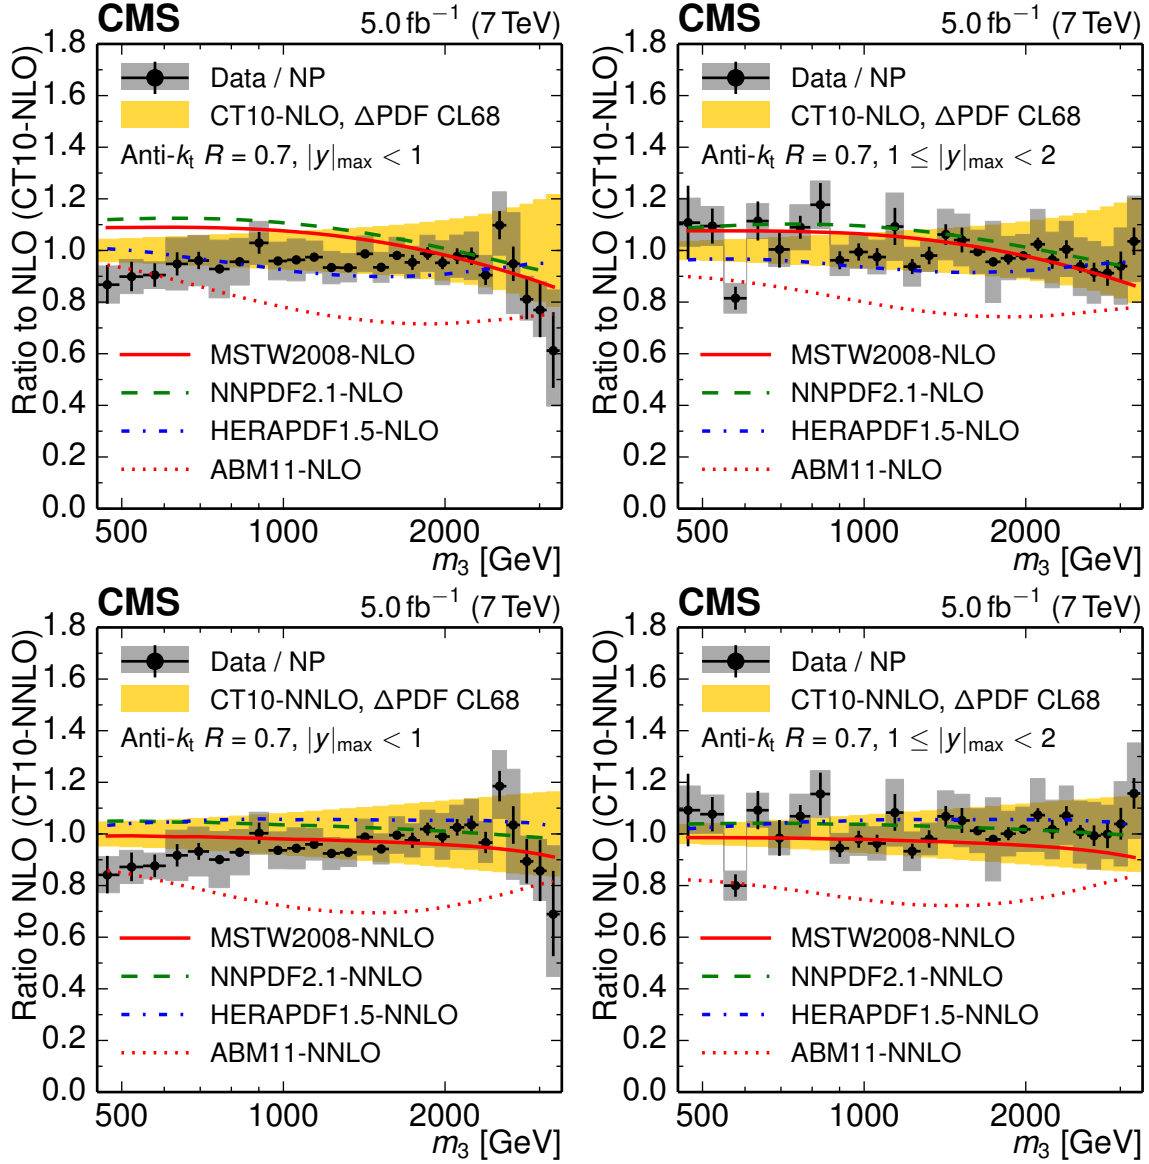 CMS 5.0 fb⁻¹ (7 TeV)
Ratio to NLO (CT10-NLO)
1.8
1.6
1.4
1.2
1.0
0.8
0.6
0.4
0.2
0.0
Data / NP
CT10-NLO, ΔPDF CL68
Anti-kₜ R = 0.7, |y|max < 1
MSTW2008-NLO
NNPDF2.1-NLO
HERAPDF1.5-NLO
ABM11-NLO
500 1000 2000
m₃ [GeV]
CMS 5.0 fb⁻¹ (7 TeV)
Ratio to NLO (CT10-NLO)
1.8
1.6
1.4
1.2
1.0
0.8
0.6
0.4
0.2
0.0
Data / NP
CT10-NLO, ΔPDF CL68
Anti-kₜ R = 0.7, 1 ≤ |y|max < 2
MSTW2008-NLO
NNPDF2.1-NLO
HERAPDF1.5-NLO
ABM11-NLO
500 1000 2000
m₃ [GeV]
CMS 5.0 fb⁻¹ (7 TeV)
Ratio to NLO (CT10-NNLO)
1.8
1.6
1.4
1.2
1.0
0.8
0.6
0.4
0.2
0.0
Data / NP
CT10-NNLO, ΔPDF CL68
Anti-kₜ R = 0.7, |y|max < 1
MSTW2008-NNLO
NNPDF2.1-NNLO
HERAPDF1.5-NNLO
ABM11-NNLO
500 1000 2000
m₃ [GeV]
CMS 5.0 fb⁻¹ (7 TeV)
Ratio to NLO (CT10-NNLO)
1.8
1.6
1.4
1.2
1.0
0.8
0.6
0.4
0.2
0.0
Data / NP
CT10-NNLO, ΔPDF CL68
Anti-kₜ R = 0.7, 1 ≤ |y|max < 2
MSTW2008-NNLO
NNPDF2.1-NNLO
HERAPDF1.5-NNLO
ABM11-NNLO
500 1000 2000
m₃ [GeV]